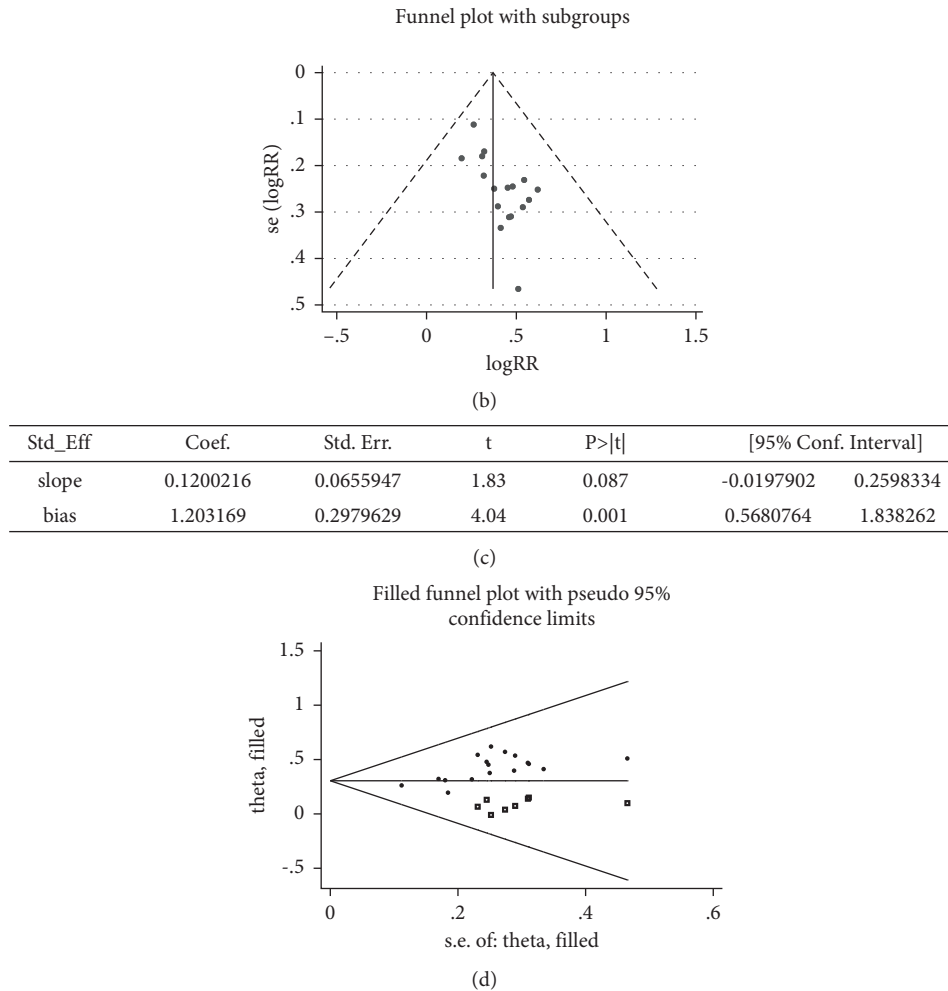 Funnel plot with subgroups
0
.1
.2
.3
.4
.5
se (logRR)
–.5 0 .5 1 1.5
logRR
(b)
Std_Eff Coef. Std. Err. t P>|t| [95% Conf. Interval]
slope 0.1200216 0.0655947 1.83 0.087 -0.0197902 0.2598334
bias 1.203169 0.2979629 4.04 0.001 0.5680764 1.838262
(c)
Filled funnel plot with pseudo 95%
confidence limits
1.5
1
.5
0
-.5
theta, filled
0 .2 .4 .6
s.e. of: theta, filled
(d)